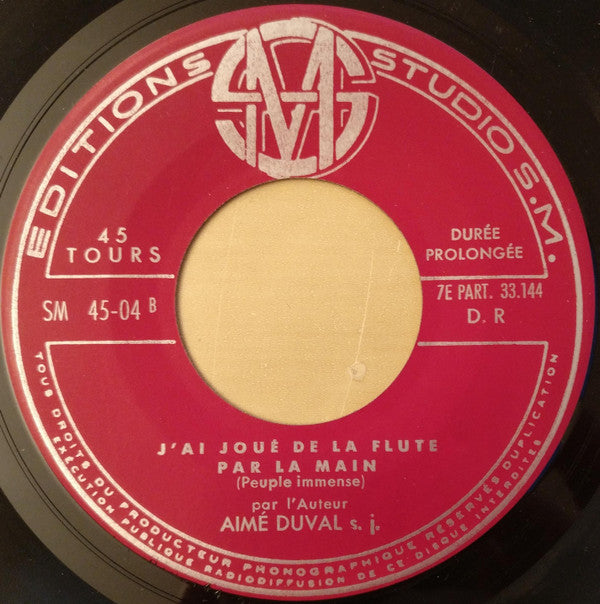 EDITIONS STUDIO S.M.
SM
45
TOURS
DURÉE
PROLONGÉE
SM 45-04 B
7E PART. 33.144
D. R
J'AI JOUÉ DE LA FLUTE
PAR LA MAIN
(Peuple immense)
par l'Auteur
AIMÉ DUVAL s. j.
TOUS DROITS DU PRODUCTEUR PHONOGRAPHIQUE RÉSERVÉS DUPLICATION
EXÉCUTION PUBLIQUE RADIODIFFUSION DE CE DISQUE INTERDITES